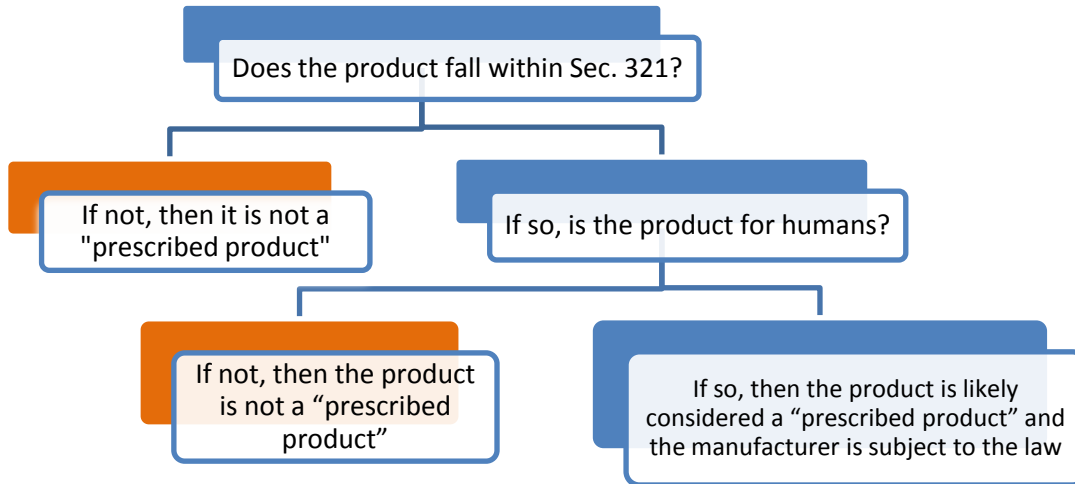 Does the product fall within Sec. 321?
If not, then it is not a
"prescribed product"
If so, is the product for humans?
If not, then the product
is not a “prescribed
product”
If so, then the product is likely
considered a “prescribed product” and
the manufacturer is subject to the law